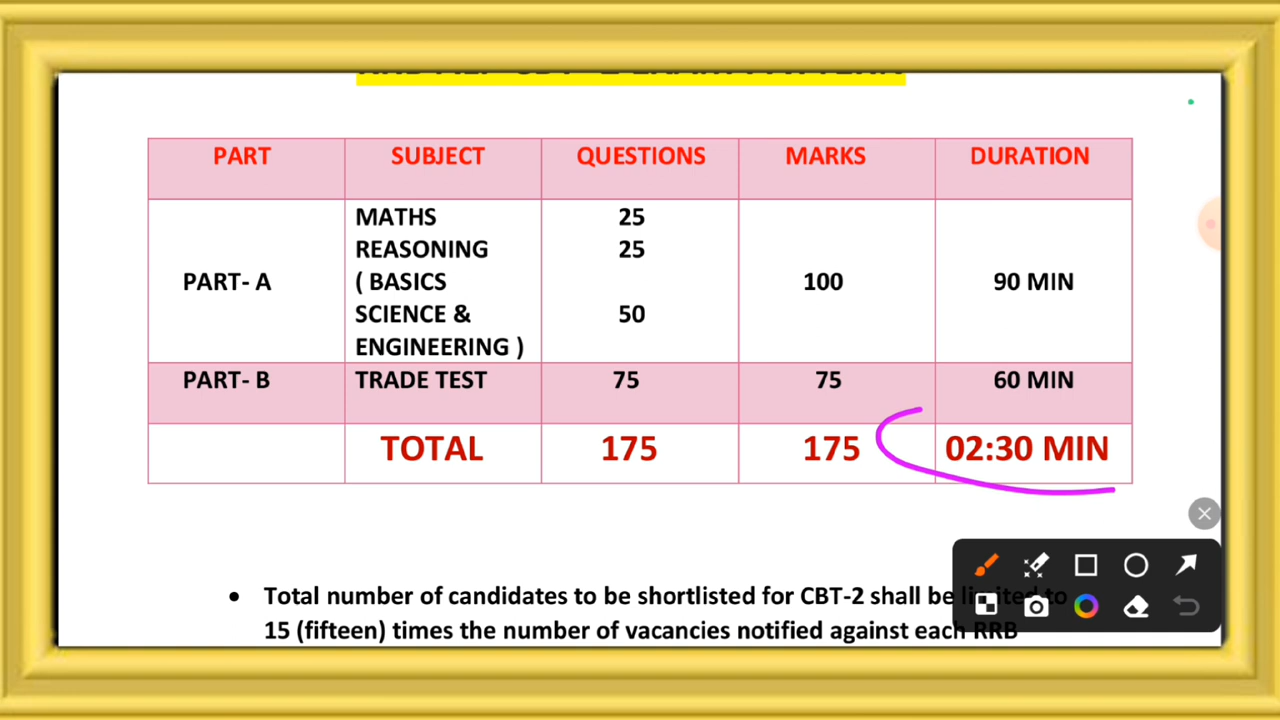 PART SUBJECT QUESTIONS MARKS DURATION
MATHS 25
REASONING 25
PART- A ( BASICS 100 90 MIN
SCIENCE & 50
ENGINEERING )
PART- B TRADE TEST 75 75 60 MIN
TOTAL 175 175 02:30 MIN
• Total number of candidates to be shortlisted for CBT-2 shall be limited to
15 (fifteen) times the number of vacancies notified against each RRB